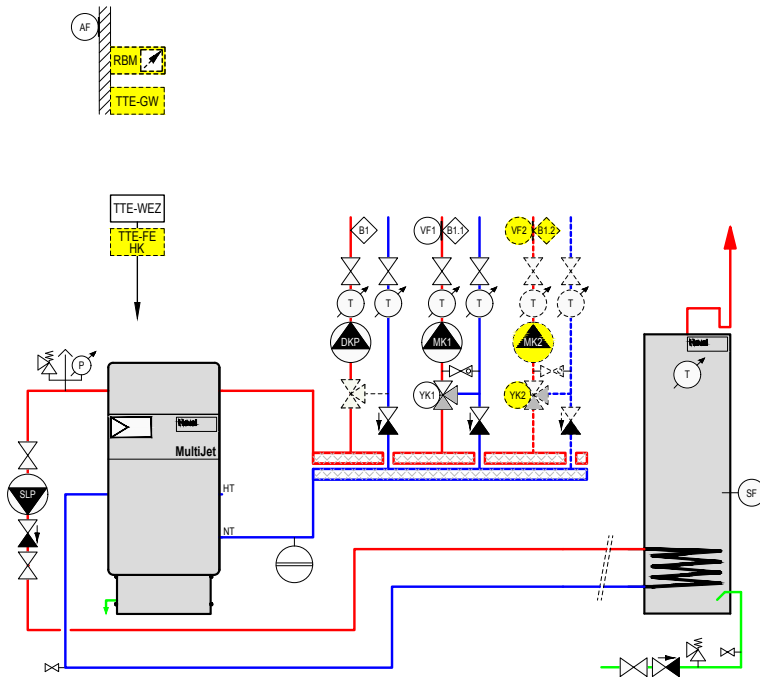 AF
RBM
TTE-GW
TTE-WEZ
TTE-FE
HK
B1
VF1
B1.1
VF2
B1.2
T
T
T
T
T
T
DKP
MK1
MK2
P
T
YK1
YK2
MultiJet
SLP
HT
NT
SF